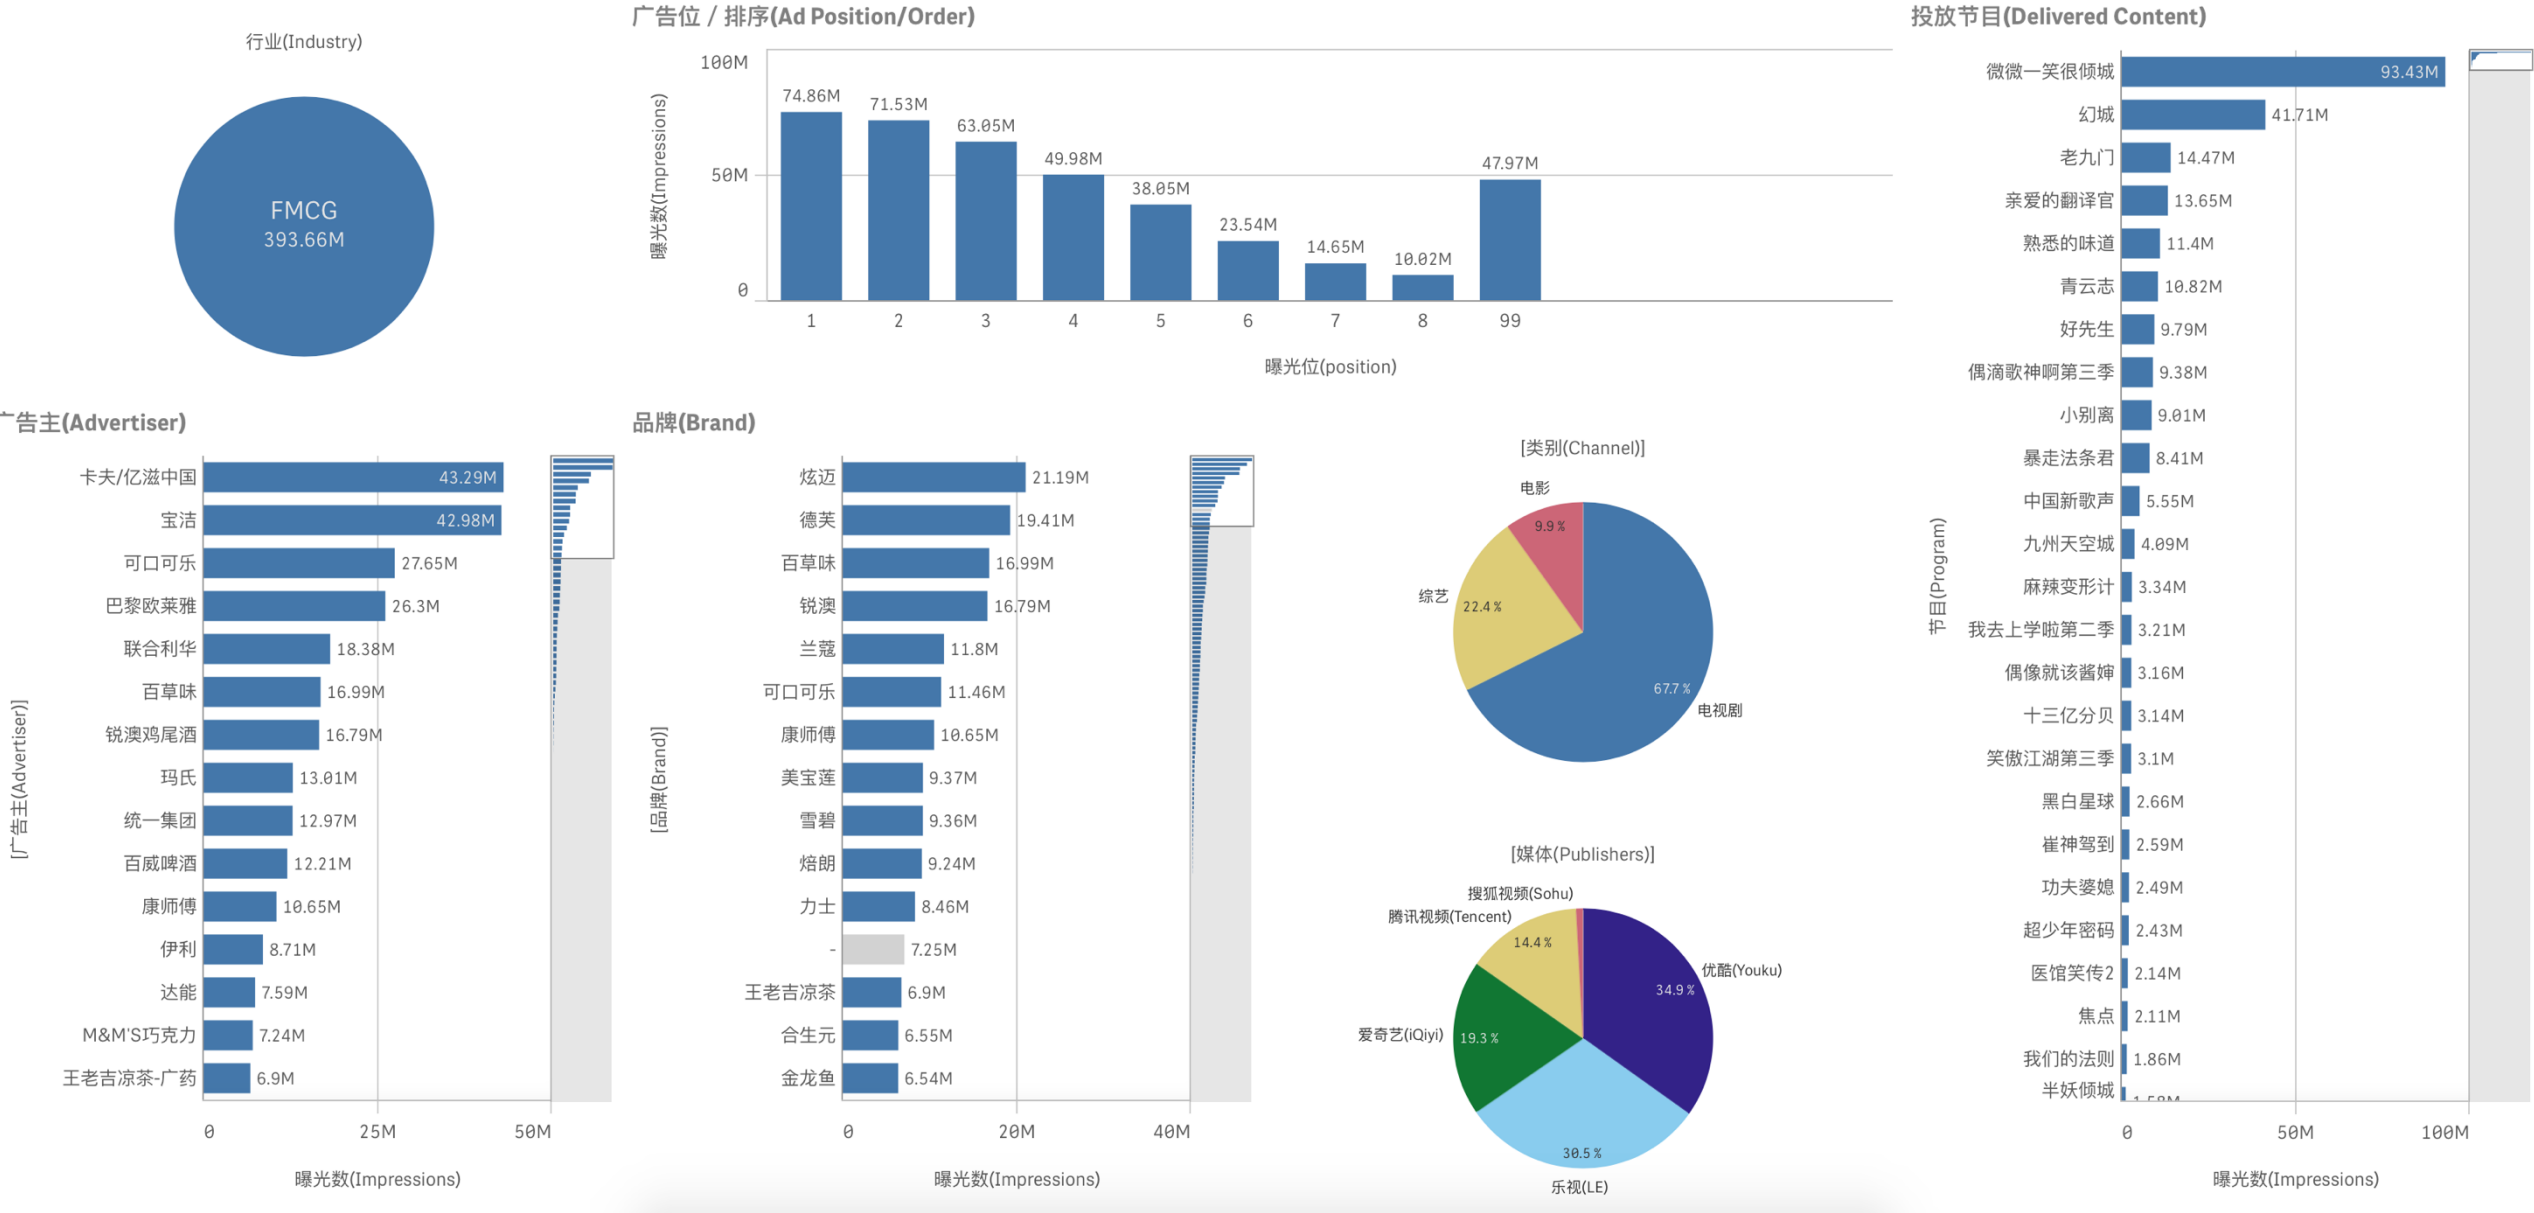 行业(Industry)
FMCG
393.66M
广告位 / 排序(Ad Position/Order)
曝光数(Impressions)
100M
50M
0
74.86M
71.53M
63.05M
49.98M
38.05M
23.54M
14.65M
10.02M
47.97M
1 2 3 4 5 6 7 8 99
曝光位(position)
广告主(Advertiser)
[广告主(Advertiser)]
卡夫/亿滋中国 43.29M
宝洁 42.98M
可口可乐 27.65M
巴黎欧莱雅 26.3M
联合利华 18.38M
百草味 16.99M
锐澳鸡尾酒 16.79M
玛氏 13.01M
统一集团 12.97M
百威啤酒 12.21M
康师傅 10.65M
伊利 8.71M
达能 7.59M
M&M'S巧克力 7.24M
王老吉凉茶-广药 6.9M
0 25M 50M
曝光数(Impressions)
品牌(Brand)
[品牌(Brand)]
炫迈 21.19M
德芙 19.41M
百草味 16.99M
锐澳 16.79M
兰蔻 11.8M
可口可乐 11.46M
康师傅 10.65M
美宝莲 9.37M
雪碧 9.36M
焙朗 9.24M
力士 8.46M
- 7.25M
王老吉凉茶 6.9M
合生元 6.55M
金龙鱼 6.54M
0 20M 40M
曝光数(Impressions)
[类别(Channel)]
电影
9.9%
综艺
22.4%
67.7%
电视剧
[媒体(Publishers)]
搜狐视频(Sohu)
腾讯视频(Tencent)
14.4%
优酷(Youku)
34.9%
爱奇艺(iQiyi)
19.3%
30.5%
乐视(LE)
投放节目(Delivered Content)
节目(Program)
微微一笑很倾城 93.43M
幻城 41.71M
老九门 14.47M
亲爱的翻译官 13.65M
熟悉的味道 11.4M
青云志 10.82M
好先生 9.79M
偶滴歌神啊第三季 9.38M
小别离 9.01M
暴走法条君 8.41M
中国新歌声 5.55M
九州天空城 4.09M
麻辣变形计 3.34M
我去上学啦第二季 3.21M
偶像就该酱婶 3.16M
十三亿分贝 3.14M
笑傲江湖第三季 3.1M
黑白星球 2.66M
崔神驾到 2.59M
功夫婆媳 2.49M
超少年密码 2.43M
医馆笑传2 2.14M
焦点 2.11M
我们的法则 1.86M
半妖倾城 1.58M
0 50M 100M
曝光数(Impressions)